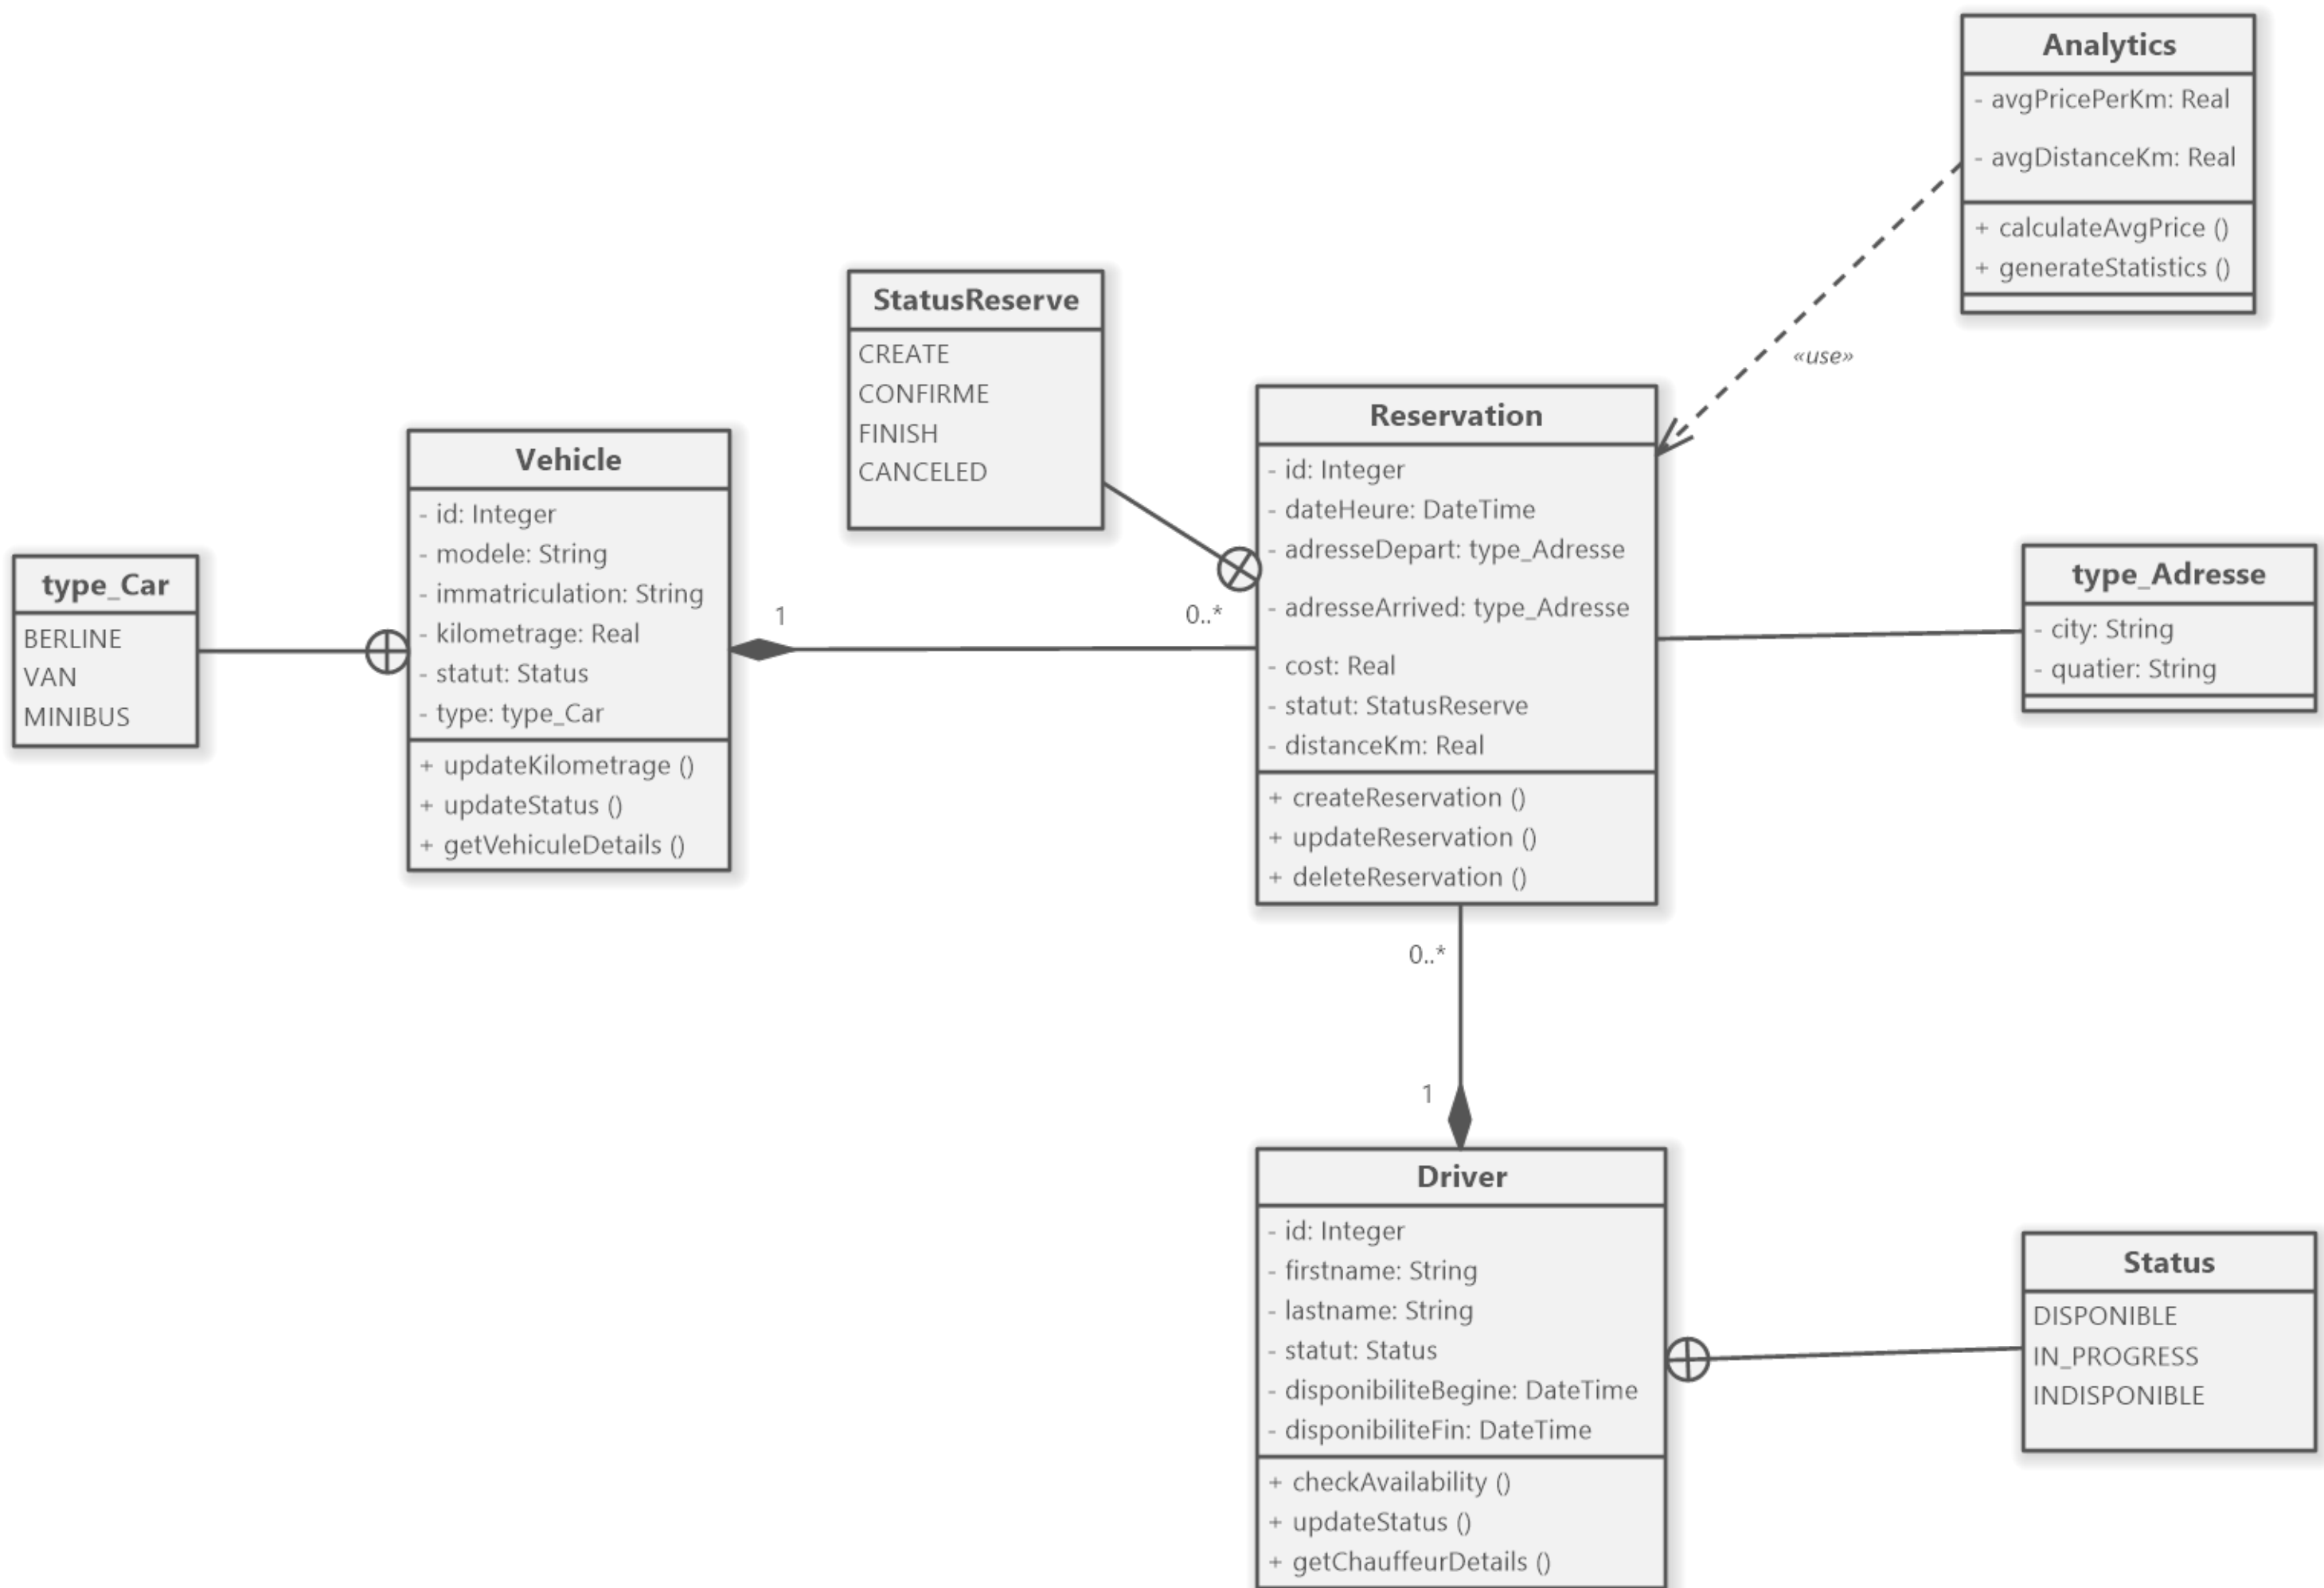 Analytics
- avgPricePerKm: Real
- avgDistanceKm: Real
+ calculateAvgPrice ()
+ generateStatistics ()
«use»
StatusReserve
CREATE
CONFIRME
FINISH
CANCELED
Reservation
- id: Integer
- dateHeure: DateTime
- adresseDepart: type_Adresse
- adresseArrived: type_Adresse
- cost: Real
- statut: StatusReserve
- distanceKm: Real
+ createReservation ()
+ updateReservation ()
+ deleteReservation ()
Vehicle
- id: Integer
- modele: String
- immatriculation: String
- kilometrage: Real
- statut: Status
- type: type_Car
+ updateKilometrage ()
+ updateStatus ()
+ getVehiculeDetails ()
type_Car
BERLINE
VAN
MINIBUS
1
0..*
type_Adresse
- city: String
- quatier: String
0..*
1
Driver
- id: Integer
- firstname: String
- lastname: String
- statut: Status
- disponibiliteBegine: DateTime
- disponibiliteFin: DateTime
+ checkAvailability ()
+ updateStatus ()
+ getChauffeurDetails ()
Status
DISPONIBLE
IN_PROGRESS
INDISPONIBLE